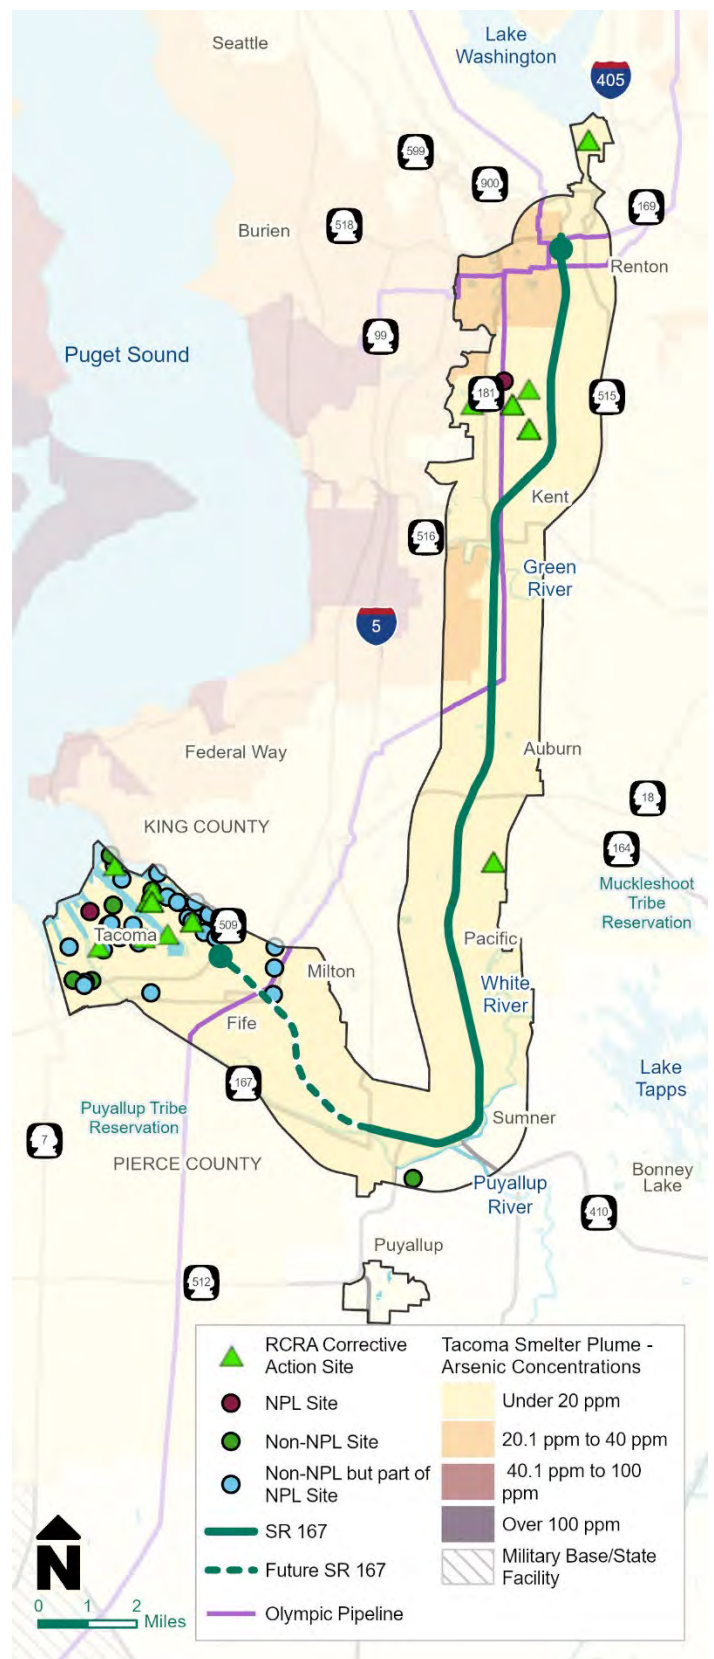 Seattle
Lake
Washington
405
599
900
169
518
Burien
Renton
99
Puget Sound
181
515
Kent
516
Green
River
5
Auburn
Federal Way
18
KING COUNTY
164
Muckleshoot
Tribe
Reservation
509
Tacoma
Pacific
Milton
White
River
Fife
167
Lake
Tapps
Puyallup Tribe
Reservation
Sumner
7
PIERCE COUNTY
Bonney
Lake
Puyallup
River
410
Puyallup
512
RCRA Corrective
Action Site
NPL Site
Non-NPL Site
Non-NPL but part of
NPL Site
SR 167
Future SR 167
Olympic Pipeline
Tacoma Smelter Plume -
Arsenic Concentrations
Under 20 ppm
20.1 ppm to 40 ppm
40.1 ppm to 100
ppm
Over 100 ppm
Military Base/State
Facility
N
0 1 2
Miles